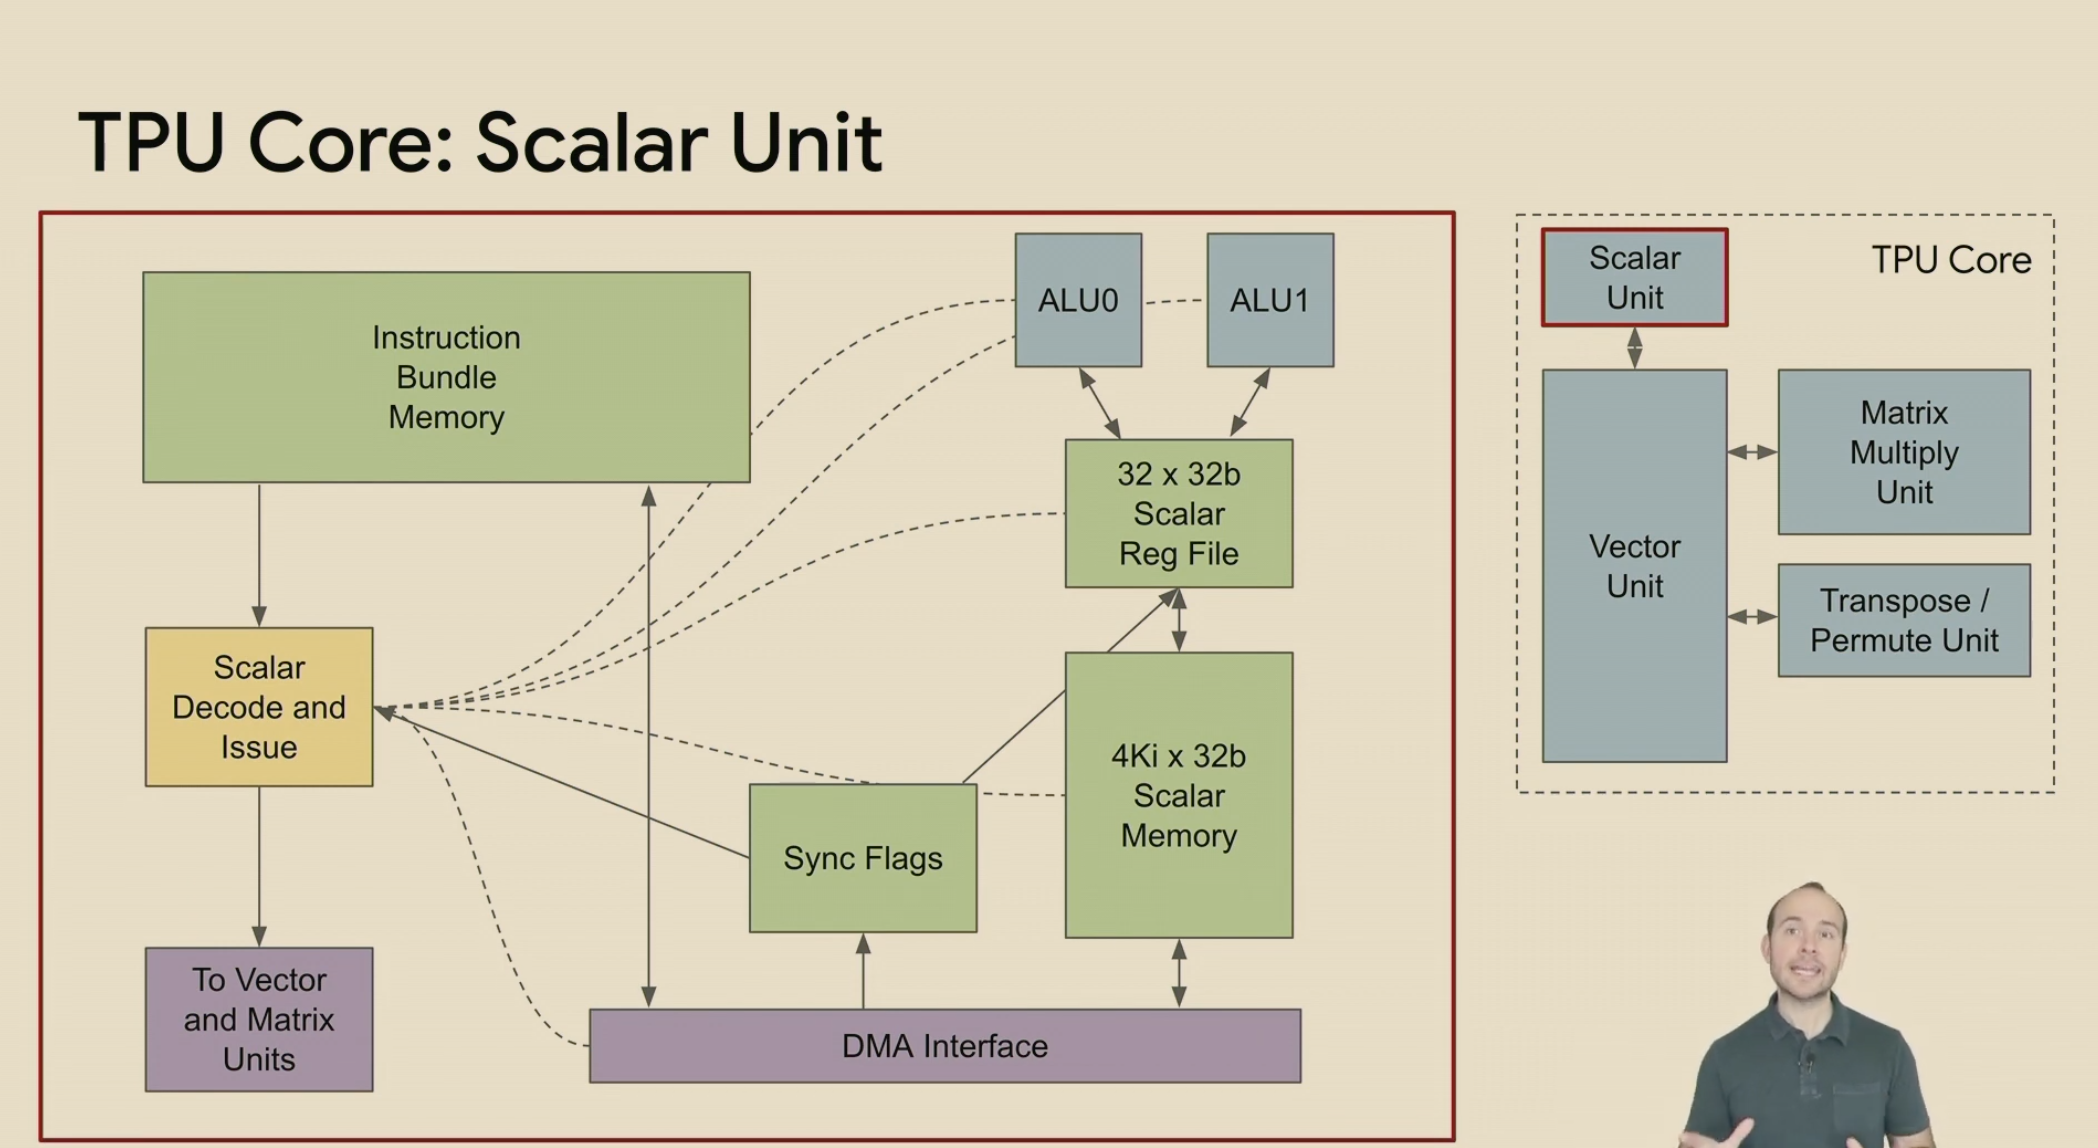 TPU Core: Scalar Unit
Instruction
Bundle
Memory
ALU0
ALU1
32 x 32b
Scalar
Reg File
Scalar
Decode and
Issue
4Ki x 32b
Scalar
Memory
Sync Flags
To Vector
and Matrix
Units
DMA Interface
TPU Core
Scalar
Unit
Vector
Unit
Matrix
Multiply
Unit
Transpose /
Permute Unit